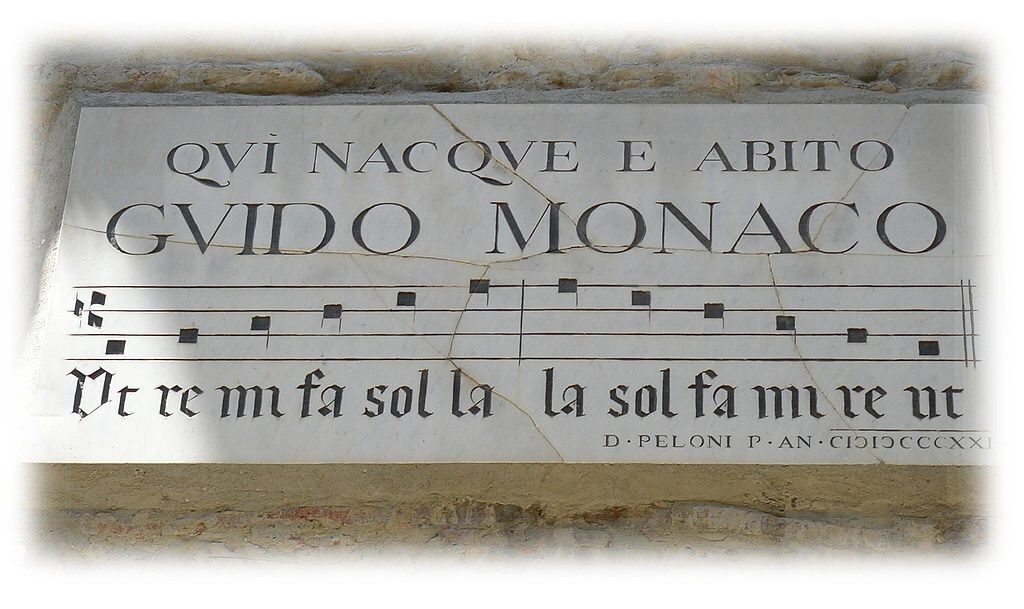 QVÌ NACQVE E ABITO
GVIDO MONACO
Vt re mi fa sol la la sol fa mi re ut
D·PELONI P·AN·CIƆIƆCCCCXXI